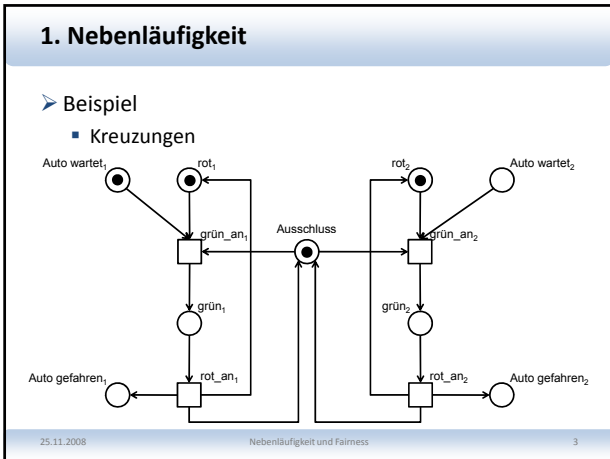 1. Nebenläufigkeit
Beispiel
Kreuzungen
Auto wartet₁
rot₁
rot₂
Auto wartet₂
Ausschluss
grün_an₁
grün_an₂
grün₁
grün₂
Auto gefahren₁
rot_an₁
rot_an₂
Auto gefahren₂
25.11.2008
Nebenläufigkeit und Fairness
3